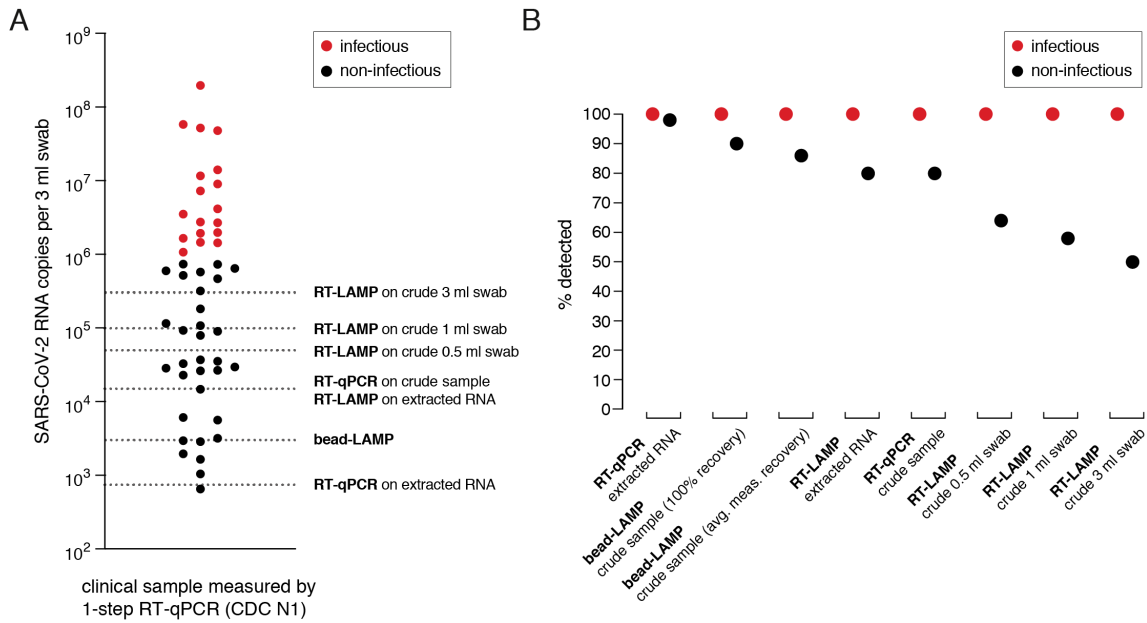 A
SARS-CoV-2 RNA copies per 3 ml swab
10⁹
10⁸
10⁷
10⁶
10⁵
10⁴
10³
10²
infectious
non-infectious
RT-LAMP on crude 3 ml swab
RT-LAMP on crude 1 ml swab
RT-LAMP on crude 0.5 ml swab
RT-qPCR on crude sample
RT-LAMP on extracted RNA
bead-LAMP
RT-qPCR on extracted RNA
clinical sample measured by
1-step RT-qPCR (CDC N1)
B
infectious
non-infectious
% detected
100
90
80
70
60
50
40
30
20
10
0
RT-qPCR
extracted RNA
bead-LAMP
crude sample (100% recovery)
bead-LAMP
crude sample (avg. meas. recovery)
RT-LAMP
extracted RNA
RT-qPCR
crude sample
RT-LAMP
crude 0.5 ml swab
RT-LAMP
crude 1 ml swab
RT-LAMP
crude 3 ml swab